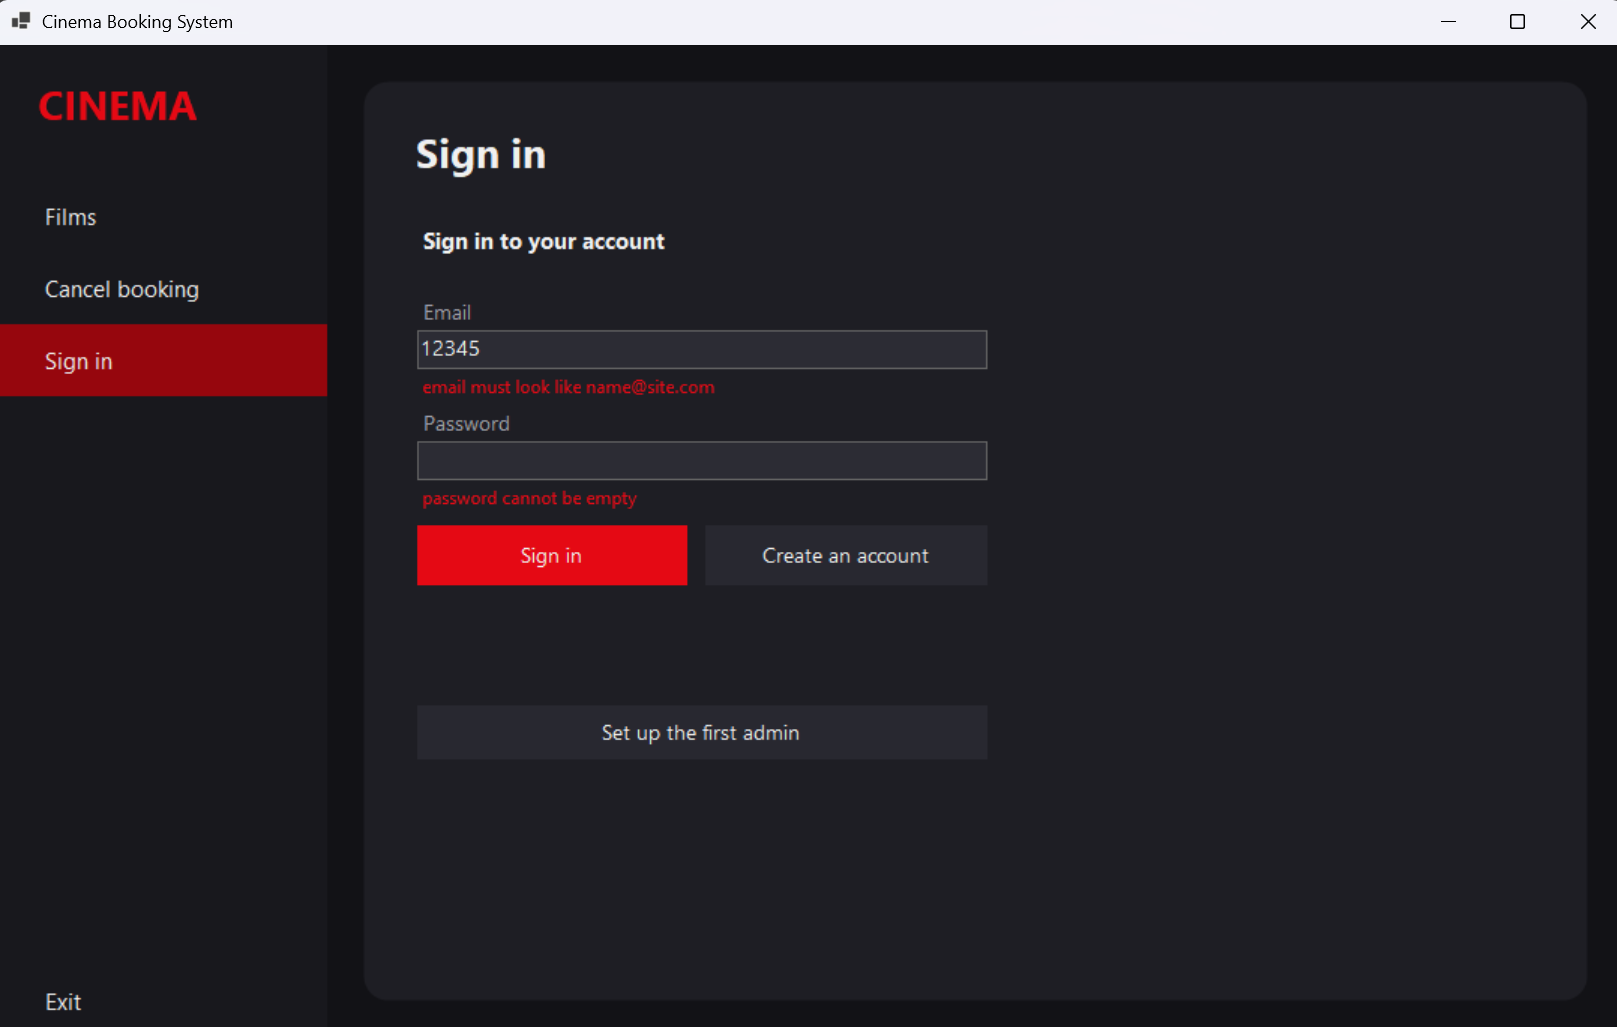 Cinema Booking System
CINEMA
Films
Cancel booking
Sign in
Exit
Sign in
Sign in to your account
Email
12345
email must look like name@site.com
Password
password cannot be empty
Sign in
Create an account
Set up the first admin